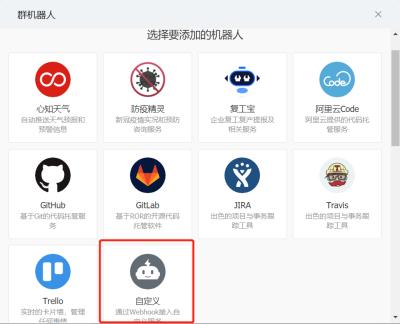 群机器人
选择要添加的机器人
心知天气
自动推送天气预报和
预警信息
防疫精灵
新冠疫情实况和预防
咨询服务
复工宝
企业复工复产提报及
相关服务
阿里云Code
阿里云提供的代码托
管服务
GitHub
基于Git的代码托管服
务
GitLab
基于ROR的开源代码
托管软件
JIRA
出色的项目与事务跟
踪工具
Travis
出色的项目与事务跟
踪工具
Trello
实时的卡片墙，管理
任何事情
自定义
通过Webhook接入自
定义服务